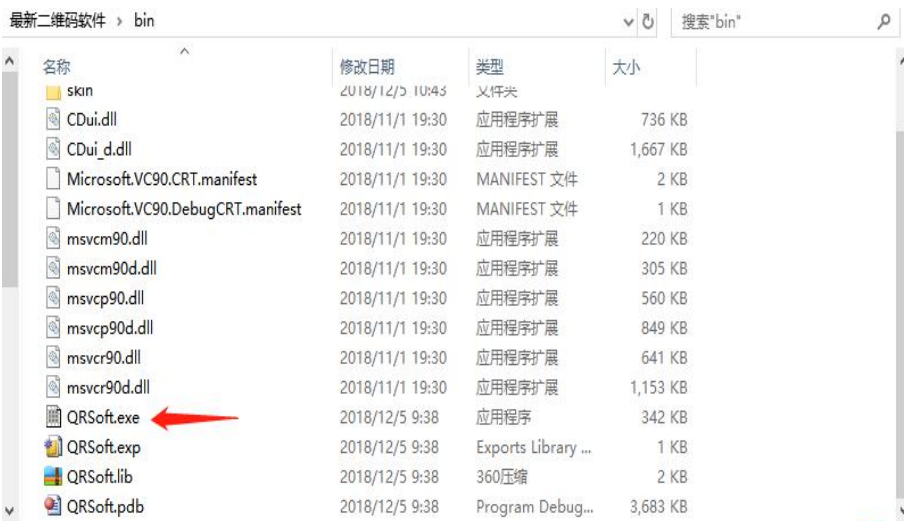 最新二维码软件 › bin 搜索"bin"
名称 修改日期 类型 大小
skin 2018/12/5 10:43 文件夹
CDui.dll 2018/11/1 19:30 应用程序扩展 736 KB
CDui_d.dll 2018/11/1 19:30 应用程序扩展 1,667 KB
Microsoft.VC90.CRT.manifest 2018/11/1 19:30 MANIFEST 文件 2 KB
Microsoft.VC90.DebugCRT.manifest 2018/11/1 19:30 MANIFEST 文件 1 KB
msvcm90.dll 2018/11/1 19:30 应用程序扩展 220 KB
msvcm90d.dll 2018/11/1 19:30 应用程序扩展 305 KB
msvcp90.dll 2018/11/1 19:30 应用程序扩展 560 KB
msvcp90d.dll 2018/11/1 19:30 应用程序扩展 849 KB
msvcr90.dll 2018/11/1 19:30 应用程序扩展 641 KB
msvcr90d.dll 2018/11/1 19:30 应用程序扩展 1,153 KB
QRSoft.exe 2018/12/5 9:38 应用程序 342 KB
QRSoft.exp 2018/12/5 9:38 Exports Library ... 1 KB
QRSoft.lib 2018/12/5 9:38 360压缩 2 KB
QRSoft.pdb 2018/12/5 9:38 Program Debug... 3,683 KB